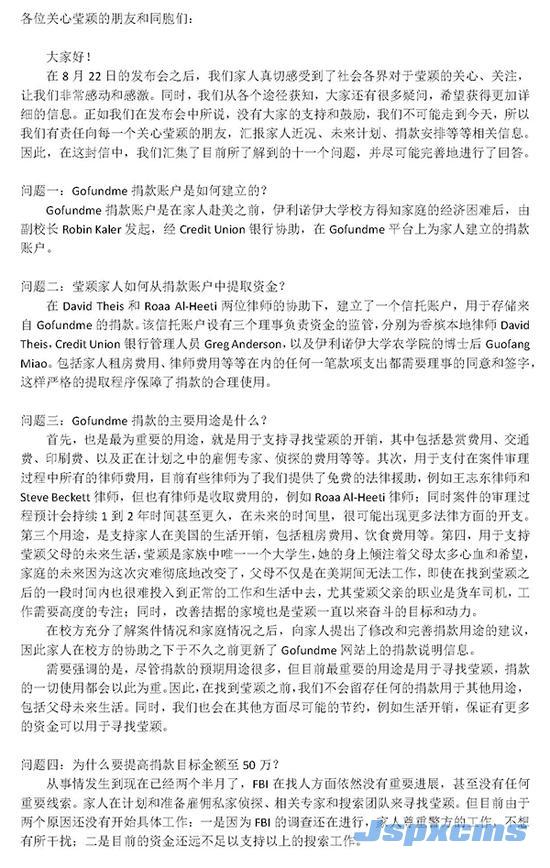 各位关心莹颖的朋友和同胞们：
大家好！
在 8 月 22 日的发布会之后，我们家人真切感受到了社会各界对于莹颖的关心、关注，
让我们非常感动和感激。同时，我们从各个途径获知，大家还有很多疑问，希望获得更加详
细的信息。正如我们在发布会中所说，没有大家的支持和鼓励，我们不可能走到今天，所以
我们有责任向每一个关心莹颖的朋友，汇报家人近况、未来计划、捐款安排等等相关信息。
因此，在这封信中，我们汇集了目前所了解到的十一个问题，并尽可能完善地进行了回答。
问题一：Gofundme 捐款账户是如何建立的？
Gofundme 捐款账户是在家人赴美之前，伊利诺伊大学校方得知家庭的经济困难后，由
副校长 Robin Kaler 发起，经 Credit Union 银行协助，在 Gofundme 平台上为家人建立的捐款
账户。
问题二：莹颖家人如何从捐款账户中提取资金？
在 David Theis 和 Roaa Al-Heeti 两位律师的协助下，建立了一个信托账户，用于存储来
自 Gofundme 的捐款。该信托账户设有三个理事负责资金的监管，分别为香槟本地律师 David
Theis，Credit Union 银行管理人员 Greg Anderson，以及伊利诺伊大学农学院的博士后 Guofang
Miao。包括家人租房费用、律师费用等等在内的任何一笔款项支出都需要理事的同意和签字，
这样严格的提取程序保障了捐款的合理使用。
问题三：Gofundme 捐款的主要用途是什么？
首先，也是最为重要的用途，就是用于支持寻找莹颖的开销，其中包括悬赏费用、交通
费、印刷费、以及正在计划之中的雇佣专家、侦探的费用等等。其次，用于支付在案件审理
过程中所有的律师费用，目前有些律师为了我们提供了免费的法律援助，例如王志东律师和
Steve Beckett 律师，但也有律师是收取费用的，例如 Roaa Al-Heeti 律师；同时案件的审理过
程预计会持续 1 到 2 年时间甚至更久，在未来的时间里，很可能出现更多法律方面的开支。
第三个用途，是支持家人在美国的生活开销，包括租房费用、饮食费用等。第四，用于支持
莹颖父母的未来生活，莹颖是家族中唯一一个大学生，她的身上倾注着父母太多心血和希望，
家庭的未来因为这次灾难彻底地改变了，父母不仅是在美期间无法工作，即使在找到莹颖之
后的一段时间内也很难投入到正常的工作和生活中去，尤其莹颖父亲的职业是货车司机，工
作需要高度的专注；同时，改善拮据的家境也是莹颖一直以来奋斗的目标和动力。
在校方充分了解案件情况和家庭情况之后，向家人提出了修改和完善捐款用途的建议，
因此家人在校方的协助之下于不久之前更新了 Gofundme 网站上的捐款说明信息。
需要强调的是，尽管捐款的预期用途很多，但目前最重要的用途是用于寻找莹颖，捐款
的一切使用都会以此为重。因此，在找到莹颖之前，我们不会留存任何的捐款用于其他用途，
包括父母未来生活。同时，我们也会在其他方面尽可能的节约，例如生活开销，保证有更多
的资金可以用于寻找莹颖。
问题四：为什么要提高捐款目标金额至 50 万？
从事情发生到现在已经两个半月了，FBI 在找人方面依然没有重要进展，甚至没有任何
重要线索。家人在计划和准备雇佣私家侦探、相关专家和搜索团队来寻找莹颖。但目前由于
两个原因还没有开始具体工作：一是因为 FBI 的调查还在进行，家人尊重警方的工作，不想
有所干扰；二是目前的资金还远不足以支持以上的搜索工作。
Jspxcms